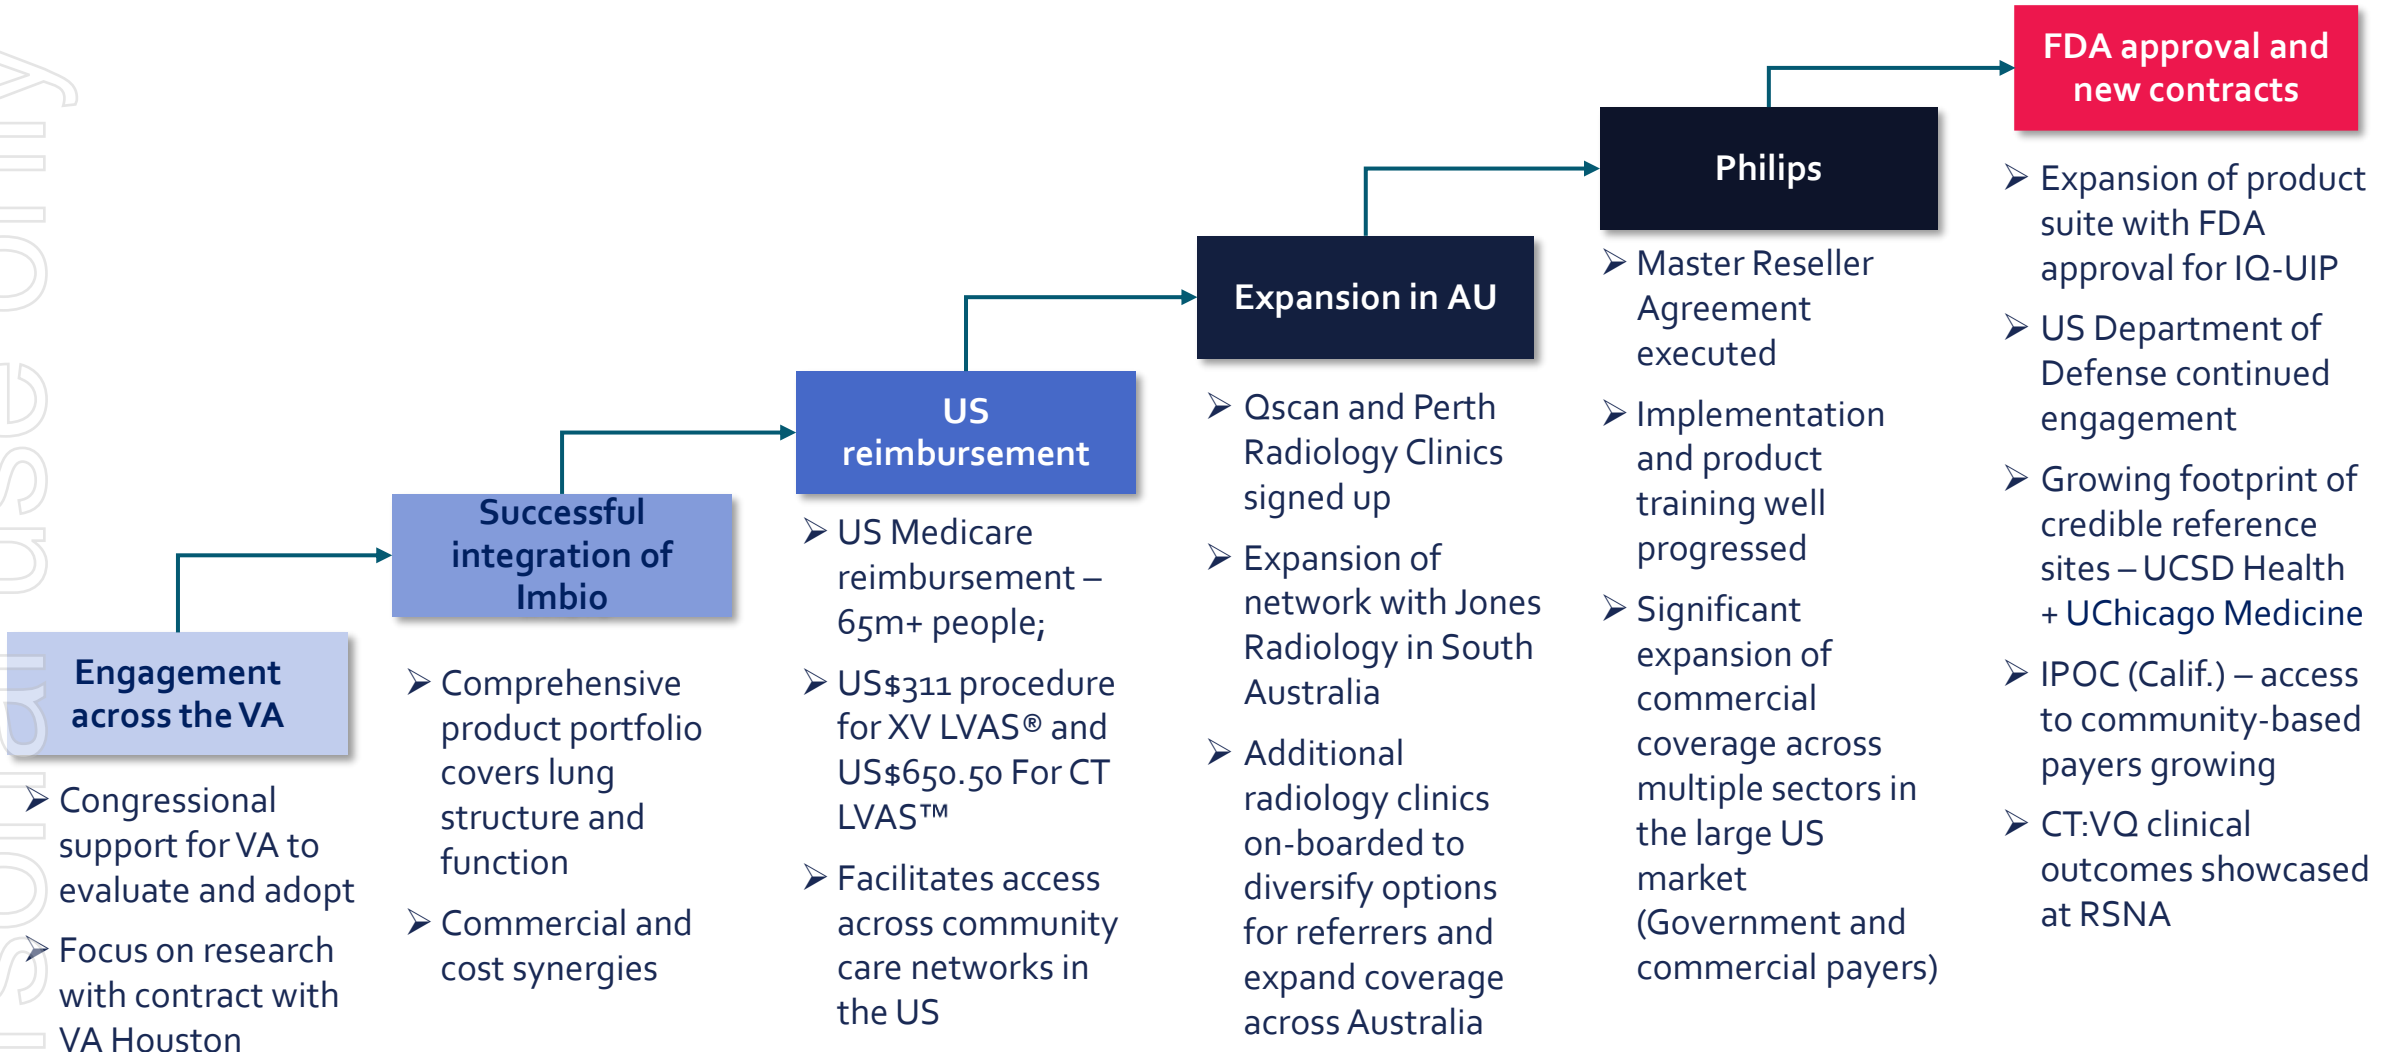 Engagement
across the VA
➢ Congressional
support for VA to
evaluate and adopt
➢ Focus on research
with contract with
VA Houston
Successful
integration of
Imbio
➢ Comprehensive
product portfolio
covers lung
structure and
function
➢ Commercial and
cost synergies
US
reimbursement
➢ US Medicare
reimbursement –
65m+ people;
➢ US$311 procedure
for XV LVAS® and
US$650.50 For CT
LVAS™
➢ Facilitates access
across community
care networks in
the US
Expansion in AU
➢ Qscan and Perth
Radiology Clinics
signed up
➢ Expansion of
network with Jones
Radiology in South
Australia
➢ Additional
radiology clinics
on-boarded to
diversify options
for referrers and
expand coverage
across Australia
Philips
➢ Master Reseller
Agreement
executed
➢ Implementation
and product
training well
progressed
➢ Significant
expansion of
commercial
coverage across
multiple sectors in
the large US
market
(Government and
commercial payers)
FDA approval and
new contracts
➢ Expansion of product
suite with FDA
approval for IQ-UIP
➢ US Department of
Defense continued
engagement
➢ Growing footprint of
credible reference
sites – UCSD Health
+ UChicago Medicine
➢ IPOC (Calif.) – access
to community-based
payers growing
➢ CT:VQ clinical
outcomes showcased
at RSNA
use only